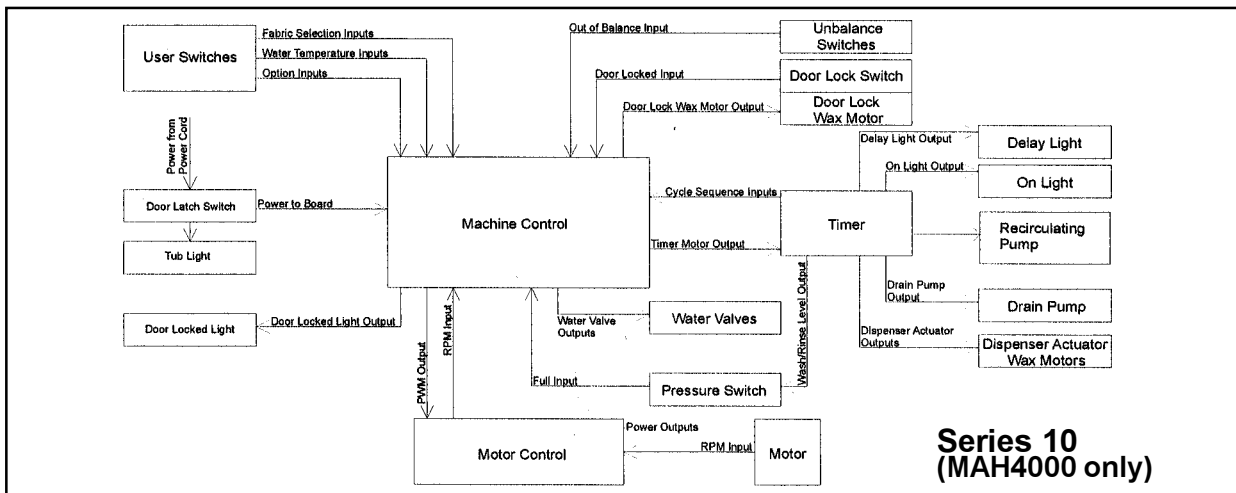 User Switches
Fabric Selection Inputs
Water Temperature Inputs
Option Inputs
Out of Balance Input
Unbalance
Switches
Door Locked Input
Door Lock Switch
Door Lock Wax Motor Output
Door Lock
Wax Motor
Power from
Power Cord
Door Latch Switch
Power to Board
Tub Light
Machine Control
Cycle Sequence Inputs
Timer Motor Output
Timer
Delay Light Output
Delay Light
On Light Output
On Light
Recirculating
Pump
Drain Pump
Output
Drain Pump
Dispenser Actuator
Outputs
Dispenser Actuator
Wax Motors
Door Locked Light
Door Locked Light Output
PWM Output
RPM Input
Full Input
Water Valve
Outputs
Water Valves
Pressure Switch
Wash/Rinse Level Output
Motor Control
Power Outputs
RPM Input
Motor
Series 10
(MAH4000 only)